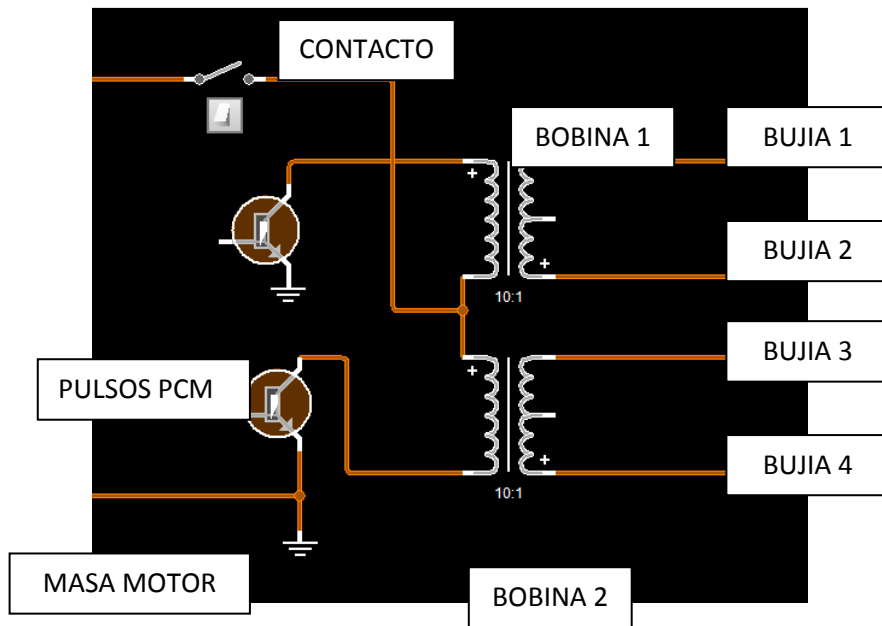 CONTACTO
BOBINA 1
BUJIA 1
+
BUJIA 2
+
10:1
BUJIA 3
+
PULSOS PCM
BUJIA 4
+
10:1
MASA MOTOR
BOBINA 2